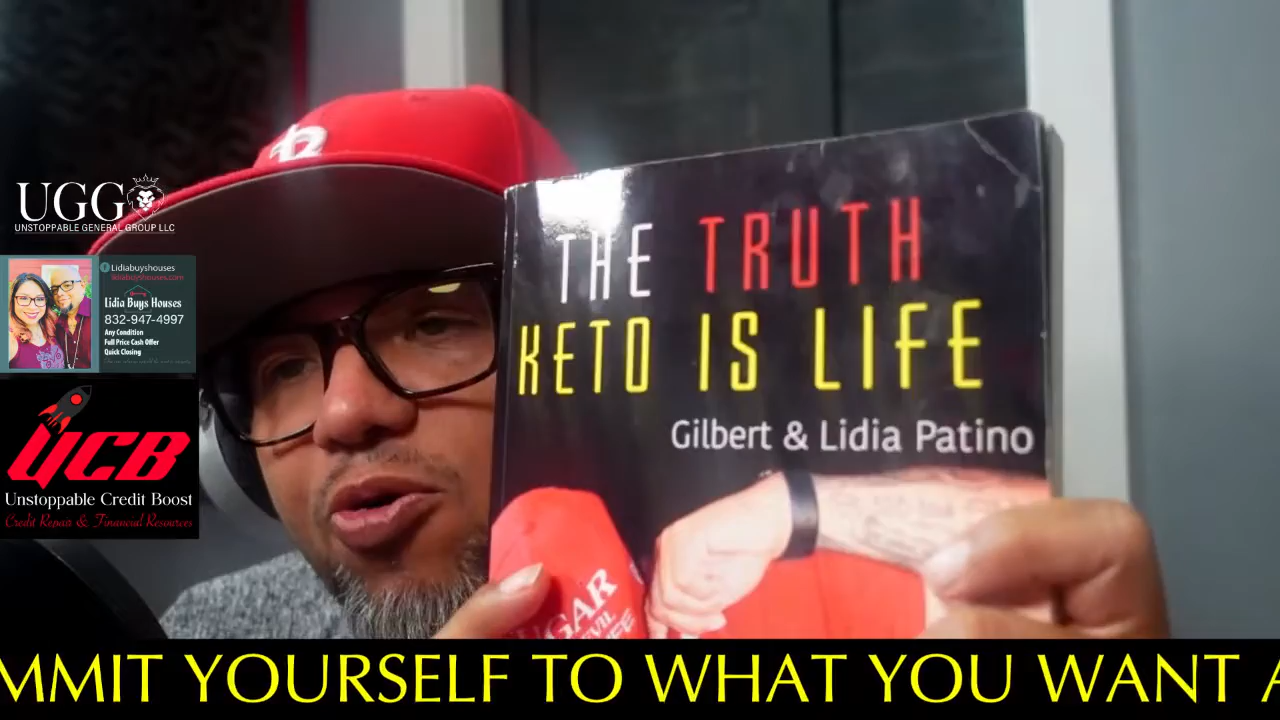 UGG
UNSTOPPABLE GENERAL GROUP LLC
Lidiabuyshouses
lidiabuyshouses.com
Lidia Buys Houses
832-947-4997
Any Condition
Full Price Cash Offer
Quick Closing
UCB
Unstoppable Credit Boost
Credit Repair & Financial Resources
THE TRUTH
KETO IS LIFE
Gilbert & Lidia Patino
MMIT YOURSELF TO WHAT YOU WANT A